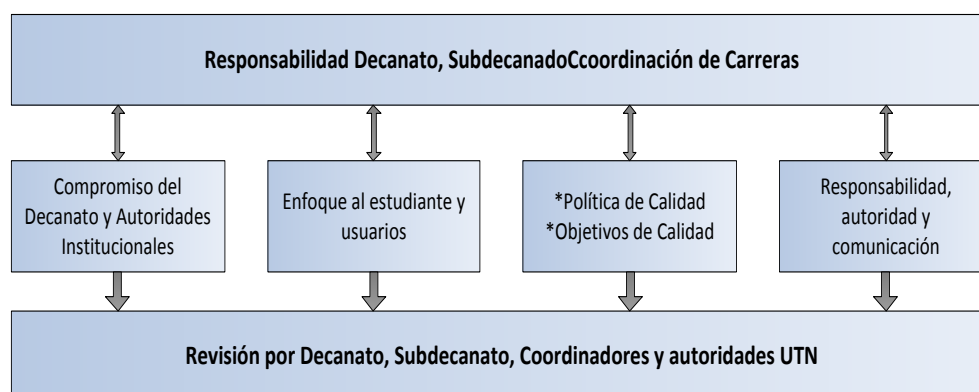 Responsabilidad Decanato, SubdecanadoCcoordinación de Carreras
Compromiso del
Decanato y Autoridades
Institucionales
Enfoque al estudiante y
usuarios
*Política de Calidad
*Objetivos de Calidad
Responsabilidad,
autoridad y
comunicación
Revisión por Decanato, Subdecanato, Coordinadores y autoridades UTN